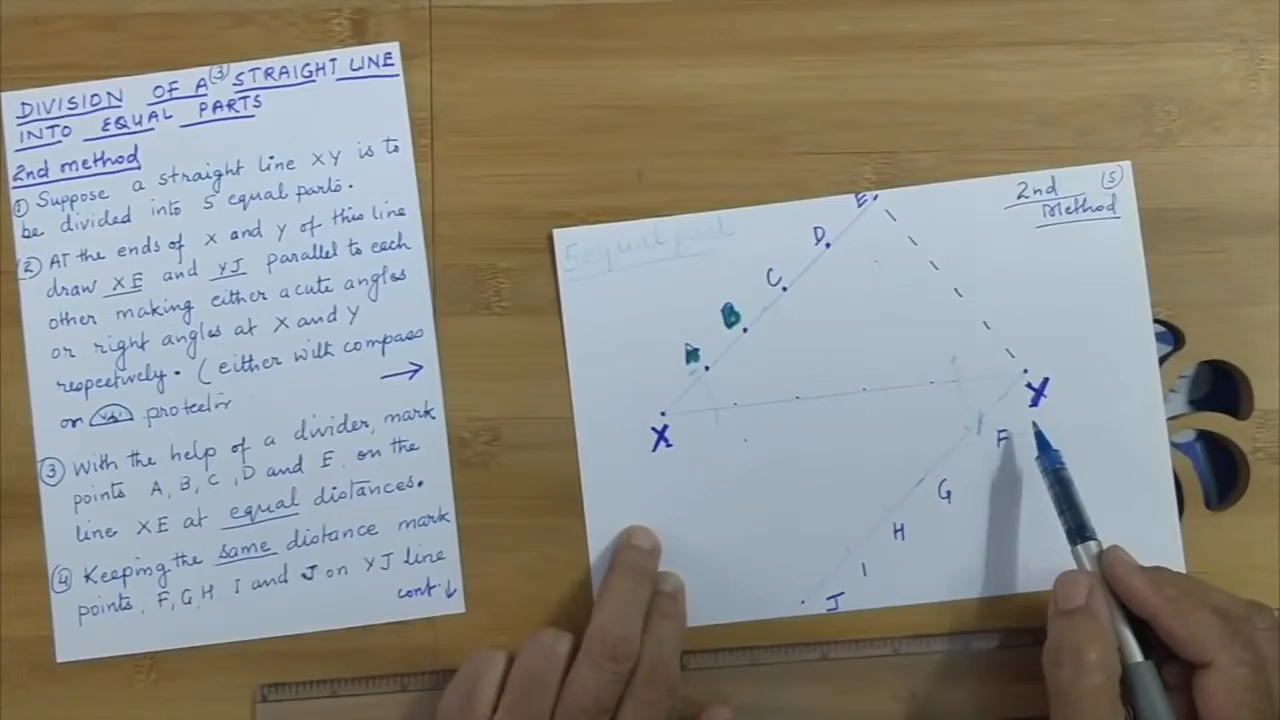 DIVISION OF A (3) STRAIGHT LINE
INTO EQUAL PARTS
2nd method
① Suppose a straight line XY is to
be divided into 5 equal parts.
(2) AT the ends of X and Y of this line
draw XE and YJ parallel to each
other making either acute angles
or right angles at X and Y
respectively. (either with compass
→
or protector
③ With the help of a divider, mark
points A, B, C, D and E, on the
line XE at equal distances.
④ Keeping the same distance mark
points, F, G, H I and J on YJ line
cont ↓
2nd (5)
Method
5 equal part
E
D
C
B
A
X
Y
F
G
H
I
J